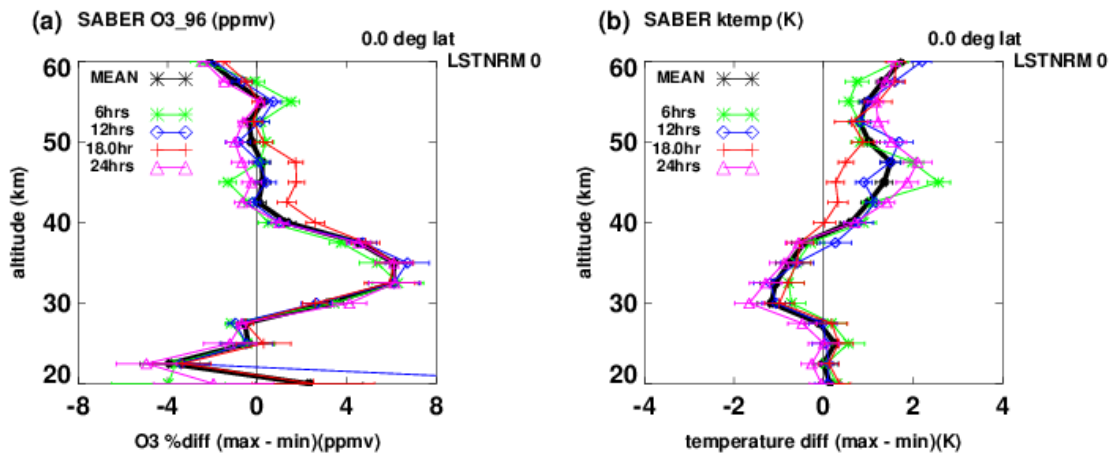 (a) SABER O3_96 (ppmv)
0.0 deg lat
LSTNRM 0
MEAN
6hrs
12hrs
18.0hr
24hrs
60
50
40
30
20
altitude (km)
-8 -4 0 4 8
O3 %diff (max - min)(ppmv)
(b) SABER ktemp (K)
0.0 deg lat
LSTNRM 0
MEAN
6hrs
12hrs
18.0hr
24hrs
60
50
40
30
20
altitude (km)
-4 -2 0 2 4
temperature diff (max - min)(K)